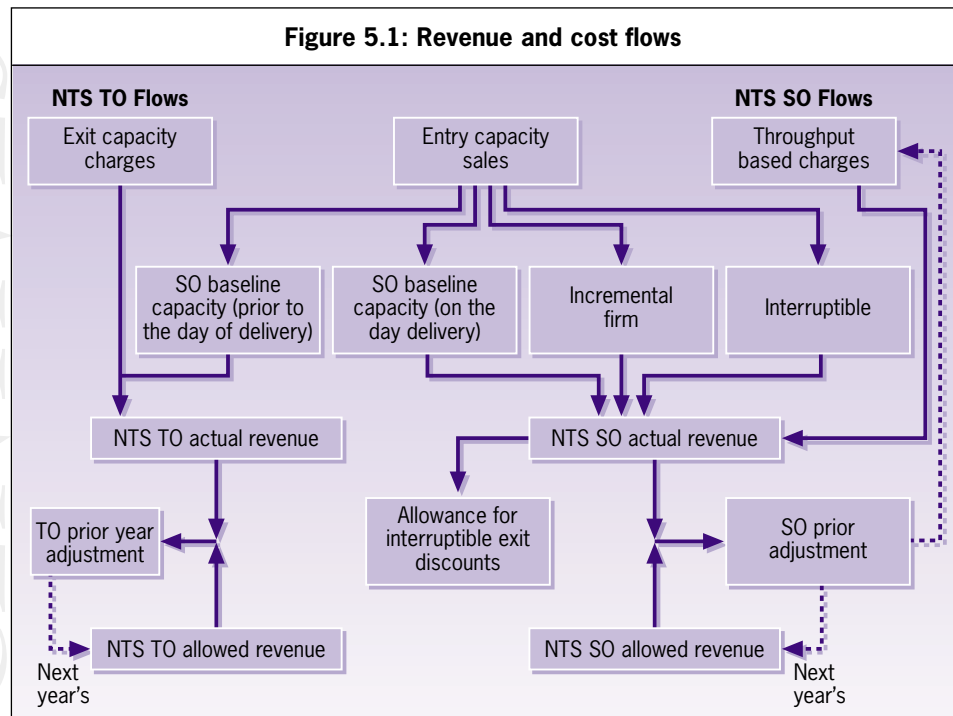 Figure 5.1: Revenue and cost flows
NTS TO Flows
NTS SO Flows
Exit capacity
charges
Entry capacity
sales
Throughput
based charges
SO baseline
capacity (prior to
the day of delivery)
SO baseline
capacity (on the
day delivery)
Incremental
firm
Interruptible
NTS TO actual revenue
NTS SO actual revenue
TO prior year
adjustment
Allowance for
interruptible exit
discounts
SO prior
adjustment
NTS TO allowed revenue
NTS SO allowed revenue
Next
year's
Next
year's